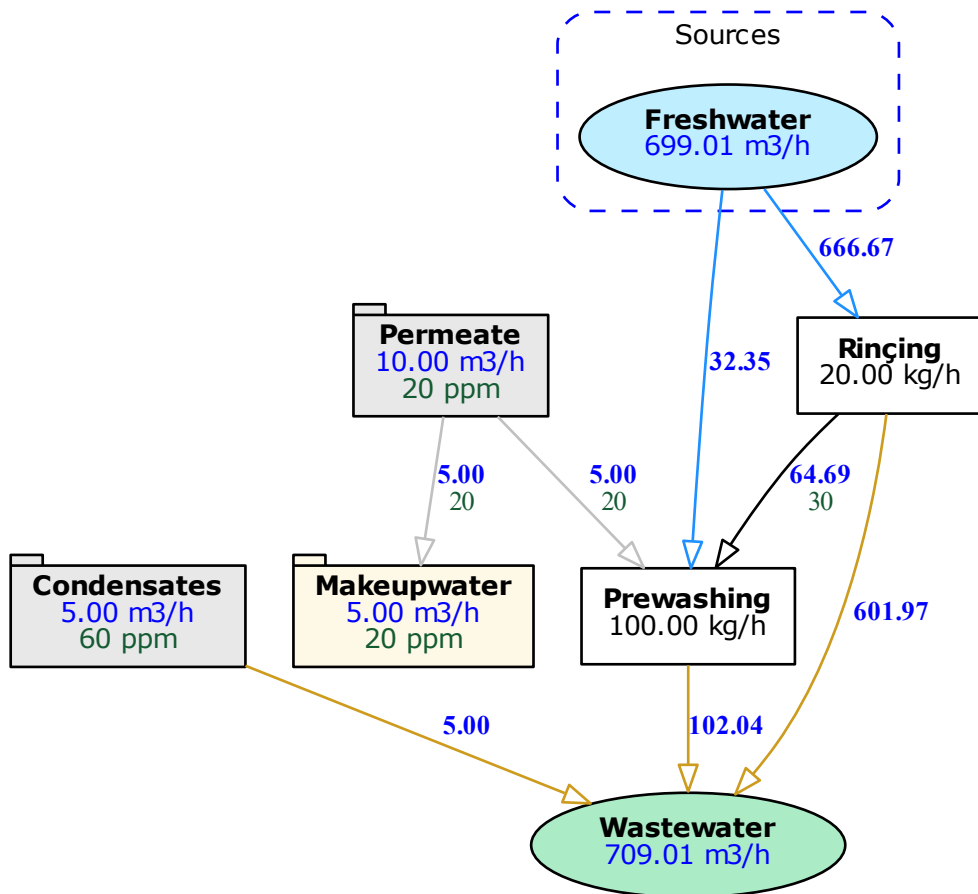 Sources
Freshwater
699.01 m3/h
666.67
32.35
Permeate
10.00 m3/h
20 ppm
Rinçing
20.00 kg/h
5.00
20
5.00
20
64.69
30
Condensates
5.00 m3/h
60 ppm
Makeupwater
5.00 m3/h
20 ppm
Prewashing
100.00 kg/h
601.97
5.00
102.04
Wastewater
709.01 m3/h